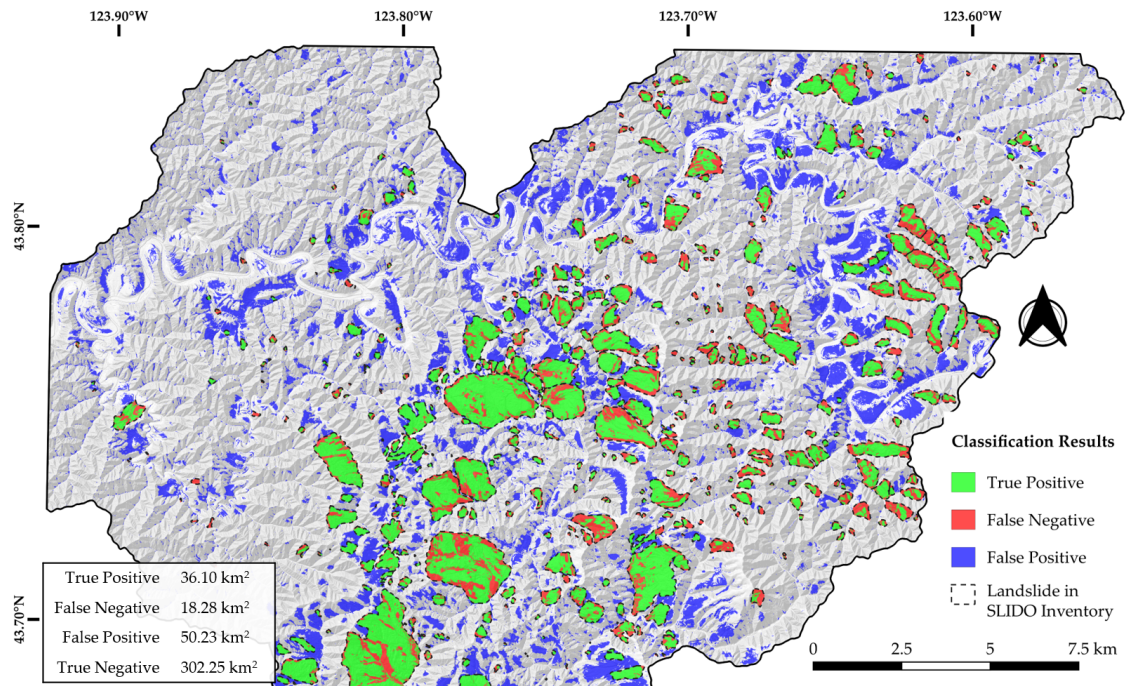 123.90°W 123.80°W 123.70°W 123.60°W
43.80°N
43.70°N
Classification Results
True Positive
False Negative
False Positive
Landslide in
SLIDO Inventory
True Positive 36.10 km²
False Negative 18.28 km²
False Positive 50.23 km²
True Negative 302.25 km²
0 2.5 5 7.5 km